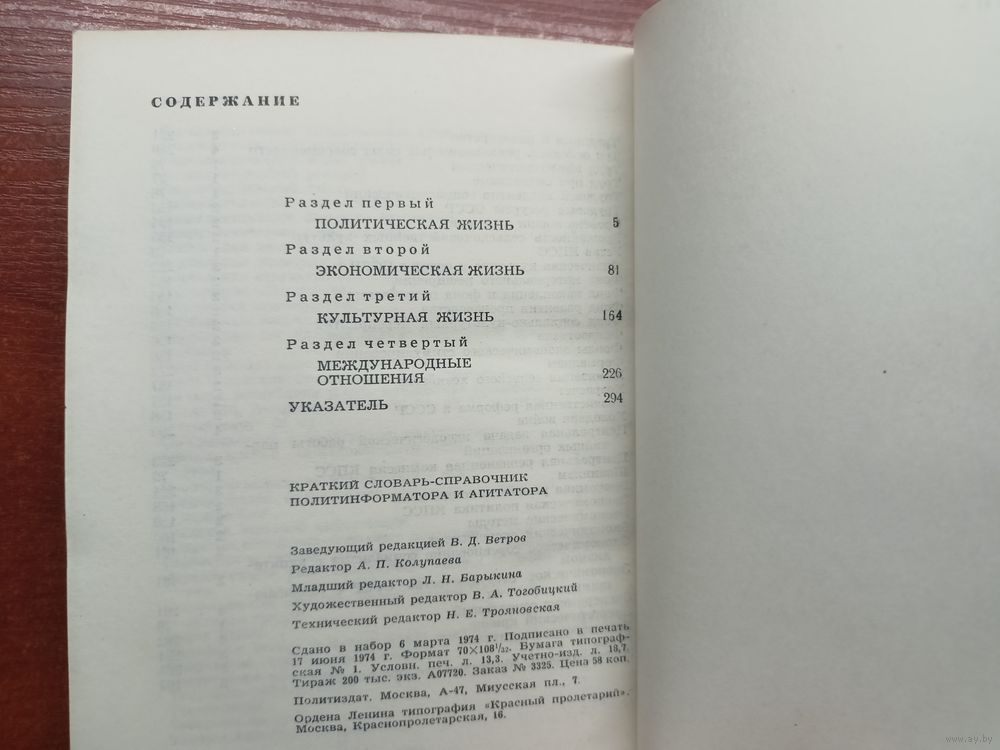 СОДЕРЖАНИЕ
Раздел первый
ПОЛИТИЧЕСКАЯ ЖИЗНЬ 5
Раздел второй
ЭКОНОМИЧЕСКАЯ ЖИЗНЬ 81
Раздел третий
КУЛЬТУРНАЯ ЖИЗНЬ 164
Раздел четвертый
МЕЖДУНАРОДНЫЕ
ОТНОШЕНИЯ 226
УКАЗАТЕЛЬ 294
КРАТКИЙ СЛОВАРЬ-СПРАВОЧНИК
ПОЛИТИНФОРМАТОРА И АГИТАТОРА
Заведующий редакцией В. Д. Ветров
Редактор А. П. Колупаева
Младший редактор Л. Н. Барыкина
Художественный редактор В. А. Тогобицкий
Технический редактор Н. Е. Трояновская
Сдано в набор 6 марта 1974 г. Подписано в печать
17 июня 1974 г. Формат 70×108¹/₃₂. Бумага типограф-
ская № 1. Условн. печ. л. 13,3. Учетно-изд. л. 18,7.
Тираж 200 тыс. экз. А07720. Заказ № 3325. Цена 58 коп.
Политиздат. Москва, А-47, Миусская пл., 7.
Ордена Ленина типография «Красный пролетарий».
Москва, Краснопролетарская, 16.
www.ay.by